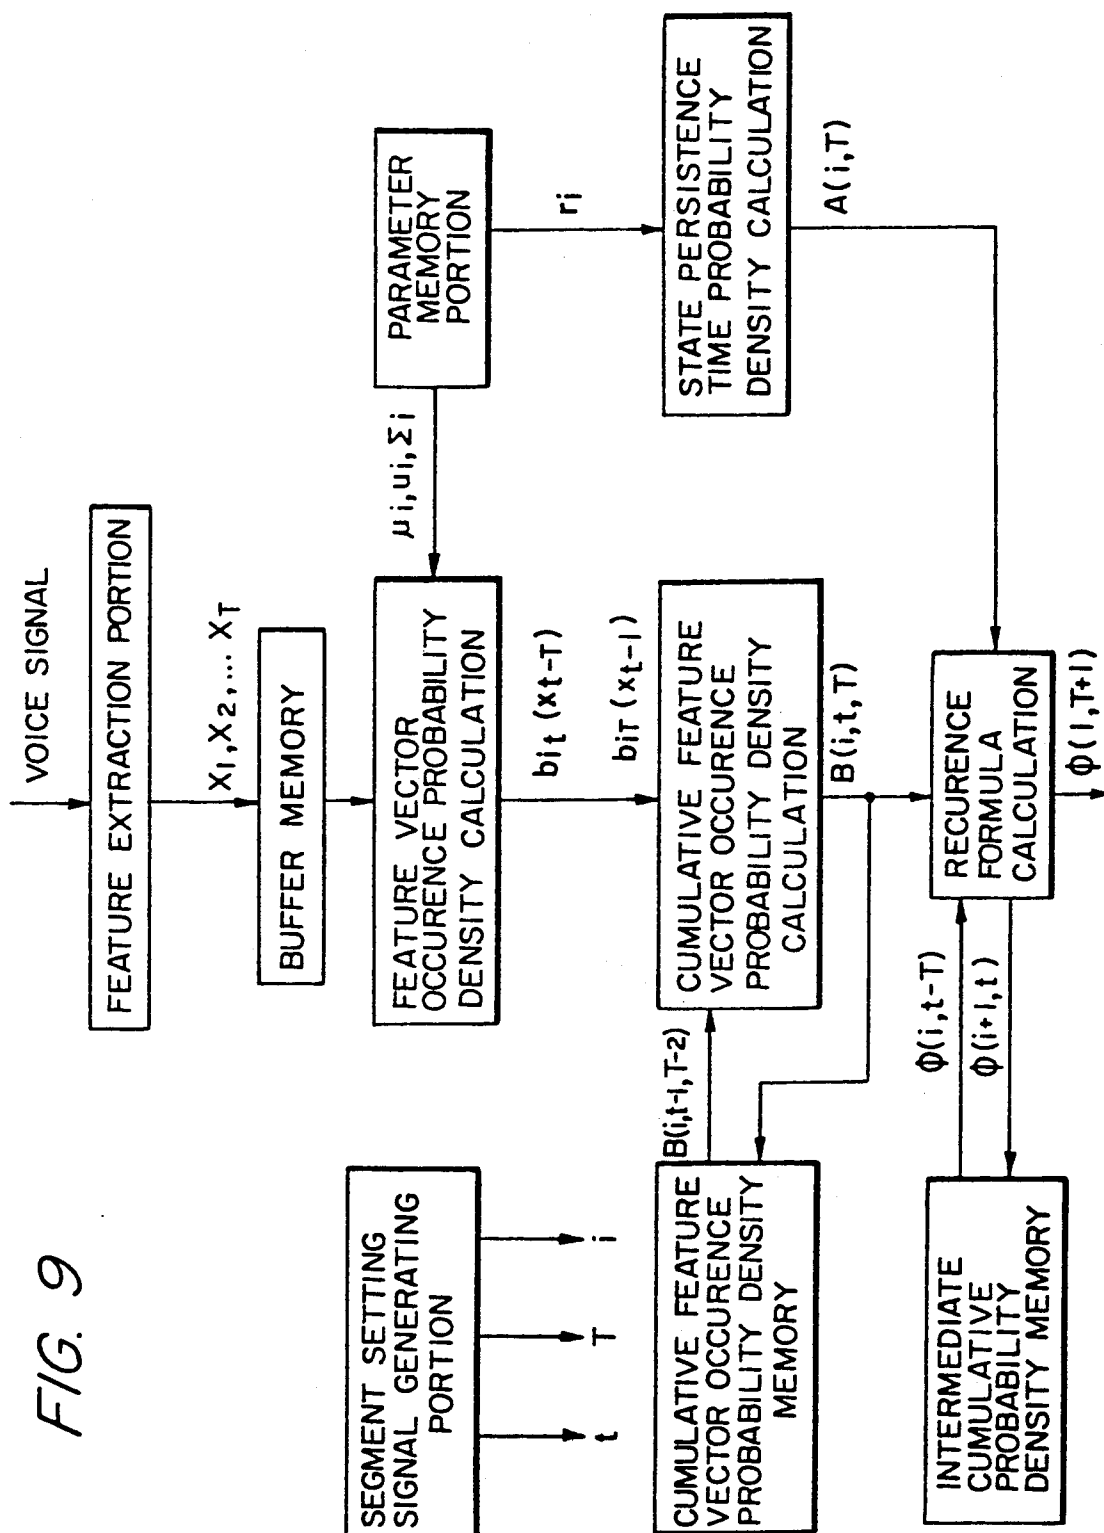 FIG. 9
VOICE SIGNAL
FEATURE EXTRACTION PORTION
X1, X2, ... XT
BUFFER MEMORY
FEATURE VECTOR
OCCURENCE PROBABILITY
DENSITY CALCULATION
μi, ui, Σi
PARAMETER
MEMORY
PORTION
ri
STATE PERSISTENCE
TIME PROBABILITY
DENSITY CALCULATION
A(i,T)
SEGMENT SETTING
SIGNAL GENERATING
PORTION
t
T
i
bit(xt-T)
biT(xt-1)
CUMULATIVE FEATURE
VECTOR OCCURENCE
PROBABILITY DENSITY
CALCULATION
B(i,t-1,T-2)
CUMULATIVE FEATURE
VECTOR OCCURENCE
PROBABILITY DENSITY
MEMORY
B(i,t,T)
RECURENCE
FORMULA
CALCULATION
φ(i,t-T)
φ(i+1,t)
INTERMEDIATE
CUMULATIVE
PROBABILITY
DENSITY MEMORY
φ(1,T+1)